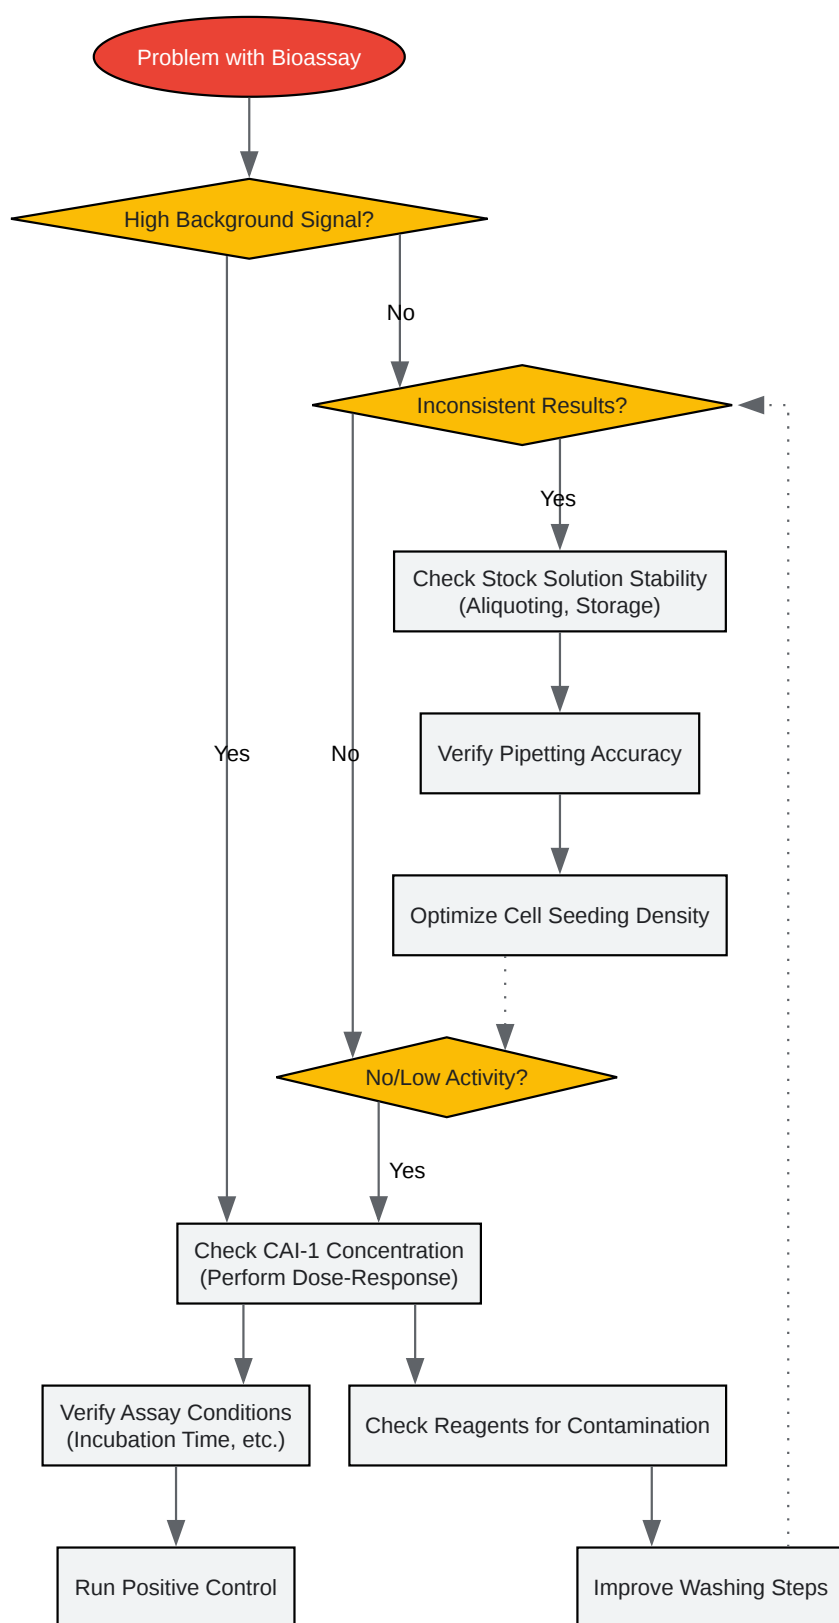 Problem with Bioassay
High Background Signal?
No
Inconsistent Results?
Yes
Check Stock Solution Stability
(Aliquoting, Storage)
Verify Pipetting Accuracy
Yes
No
Optimize Cell Seeding Density
No/Low Activity?
Yes
Check CAI-1 Concentration
(Perform Dose-Response)
Verify Assay Conditions
(Incubation Time, etc.)
Check Reagents for Contamination
Run Positive Control
Improve Washing Steps